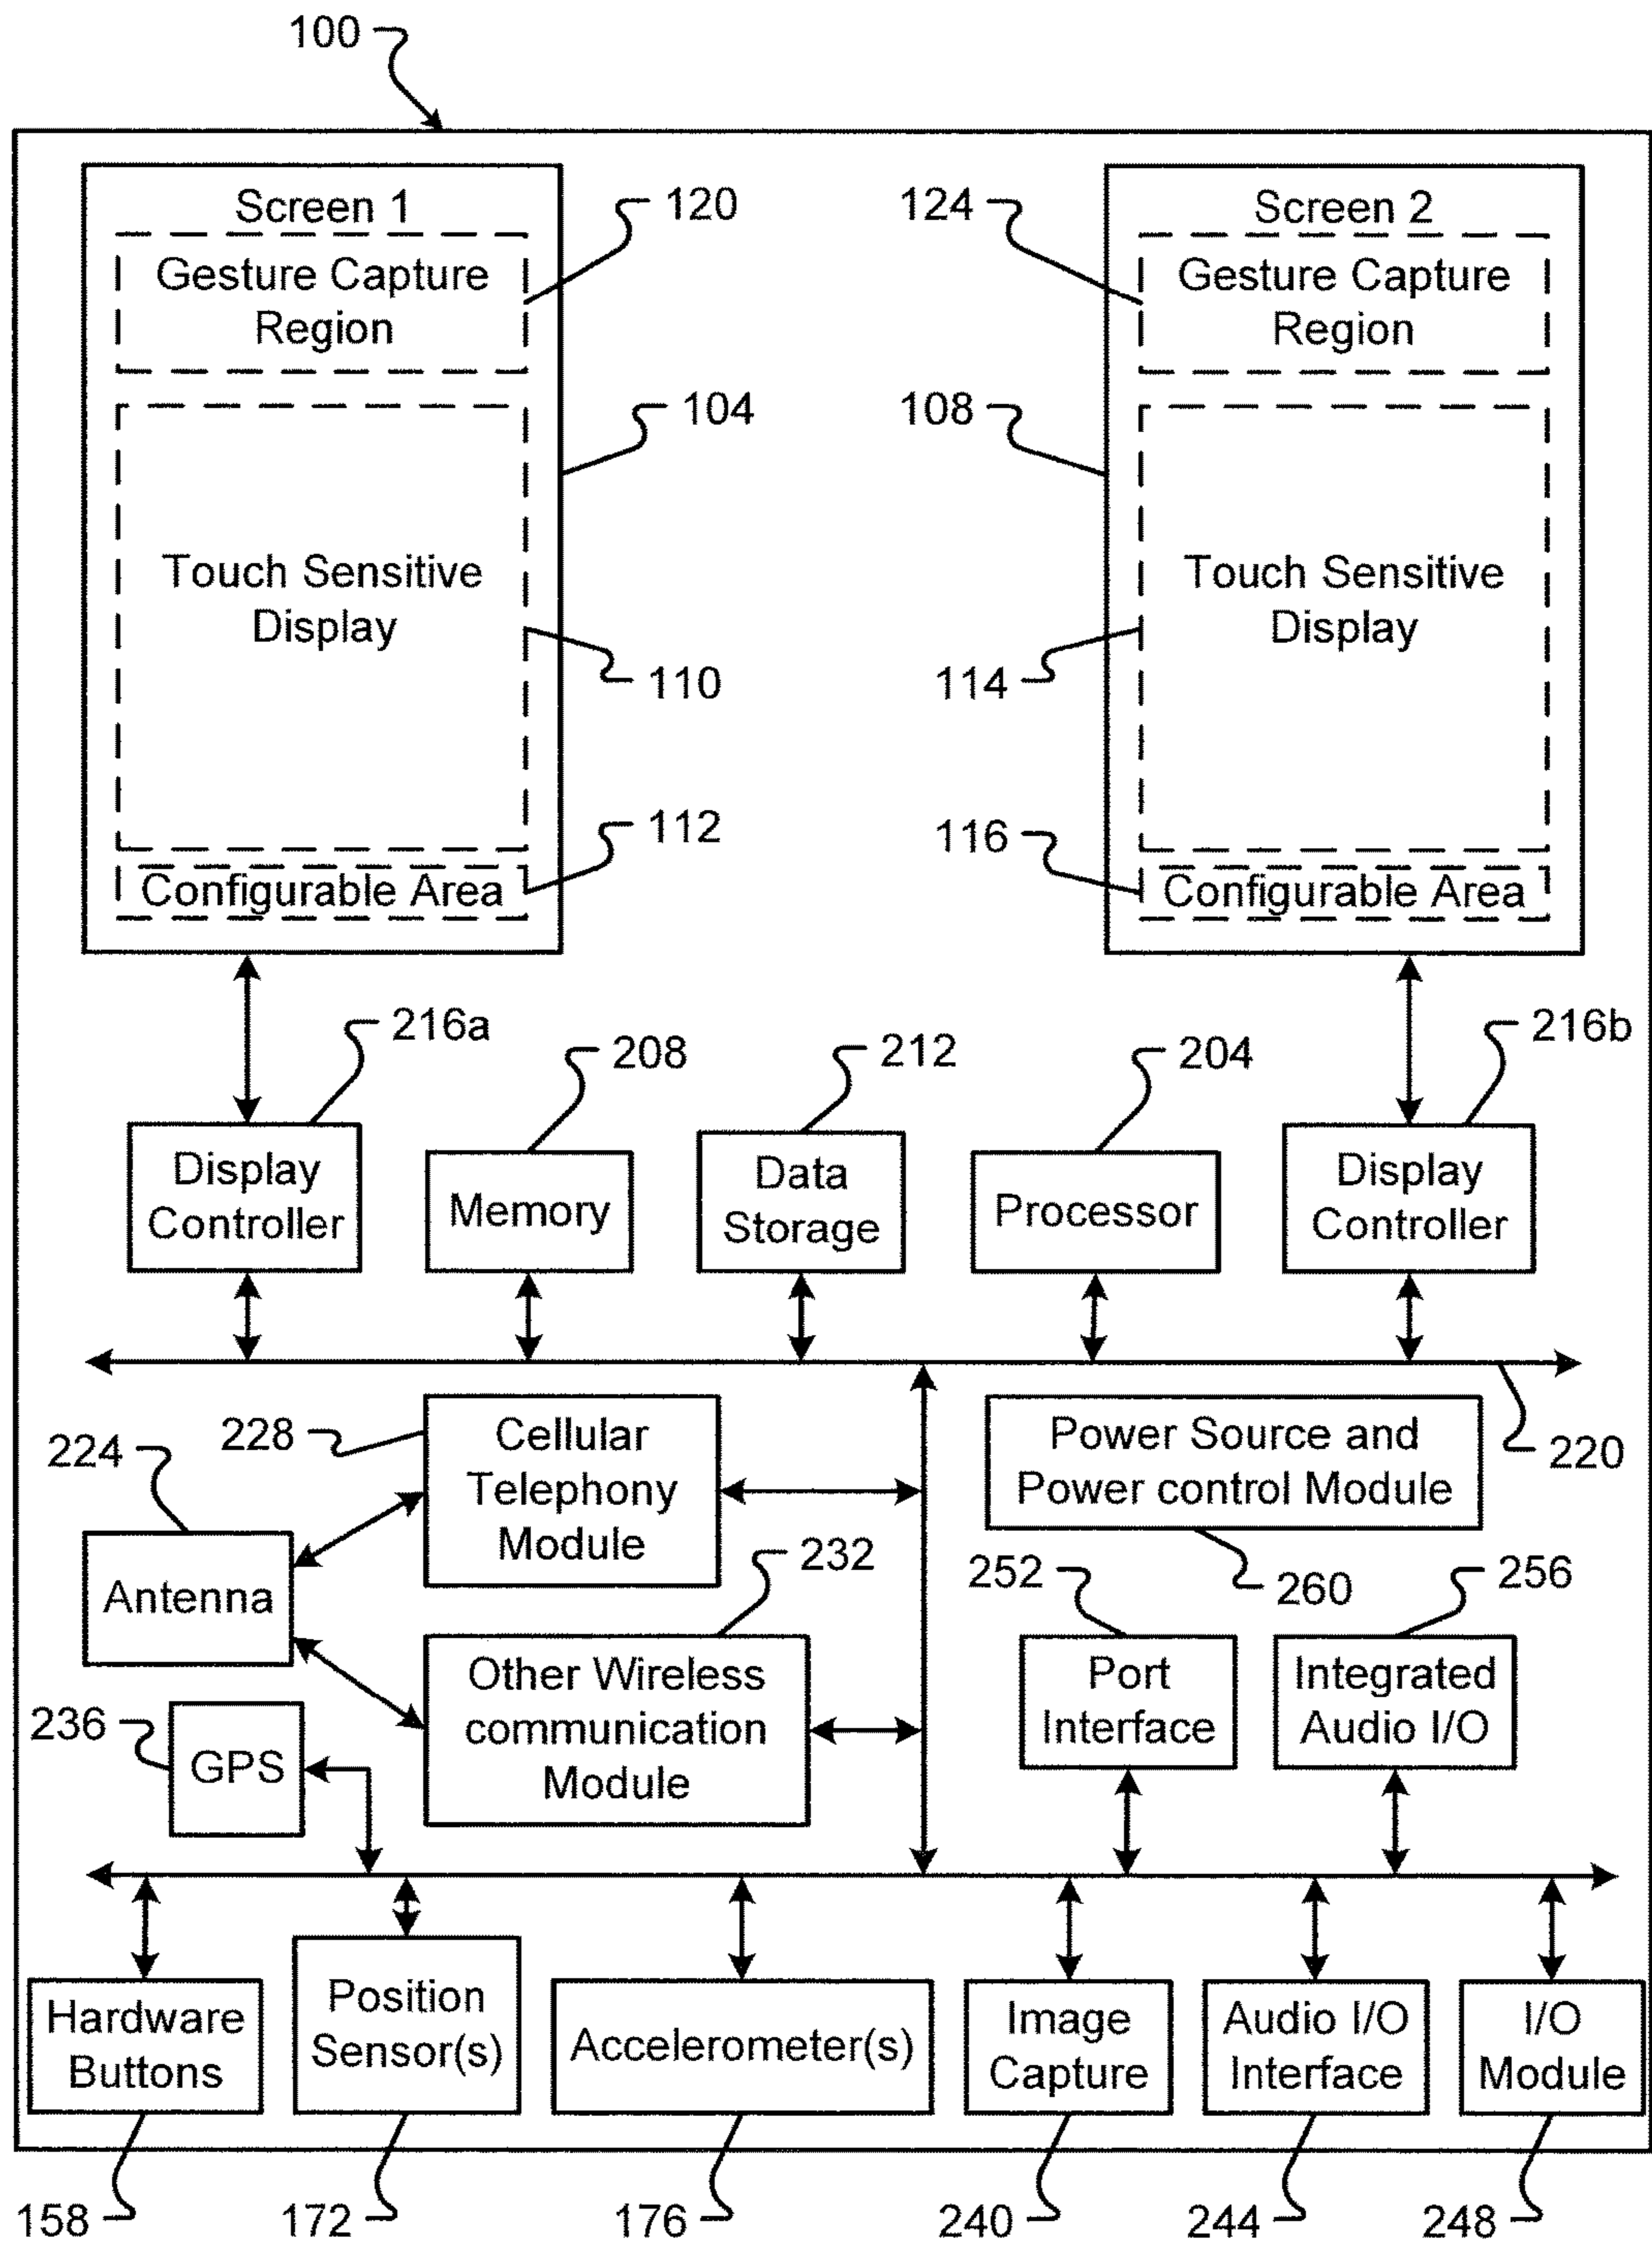 100
Screen 1
120
124
Screen 2
Gesture Capture
Region
Gesture Capture
Region
104
108
Touch Sensitive
Display
Touch Sensitive
Display
110
114
112
116
Configurable Area
Configurable Area
216a
208
212
204
216b
Display
Controller
Memory
Data
Storage
Processor
Display
Controller
228
Cellular
Telephony
Module
Power Source and
Power control Module
220
224
Antenna
232
252
260
256
Other Wireless
communication
Module
Port
Interface
Integrated
Audio I/O
236
GPS
Hardware
Buttons
Position
Sensor(s)
Accelerometer(s)
Image
Capture
Audio I/O
Interface
I/O
Module
158
172
176
240
244
248